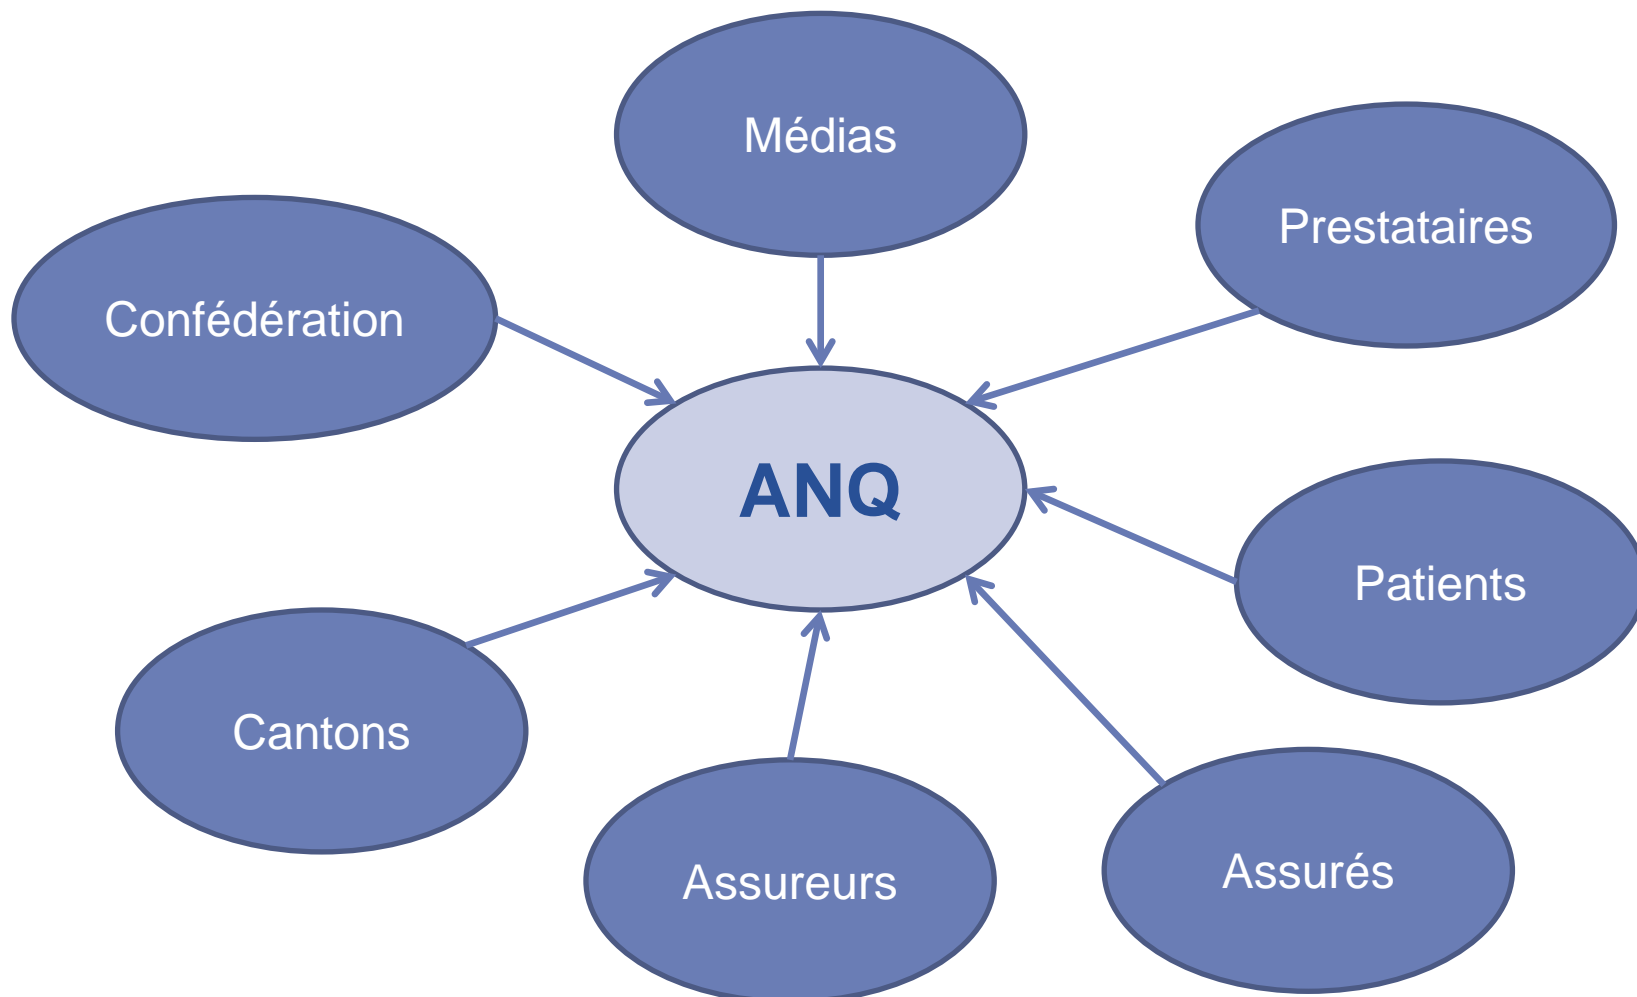 Médias
Prestataires
Confédération
ANQ
Patients
Cantons
Assureurs
Assurés